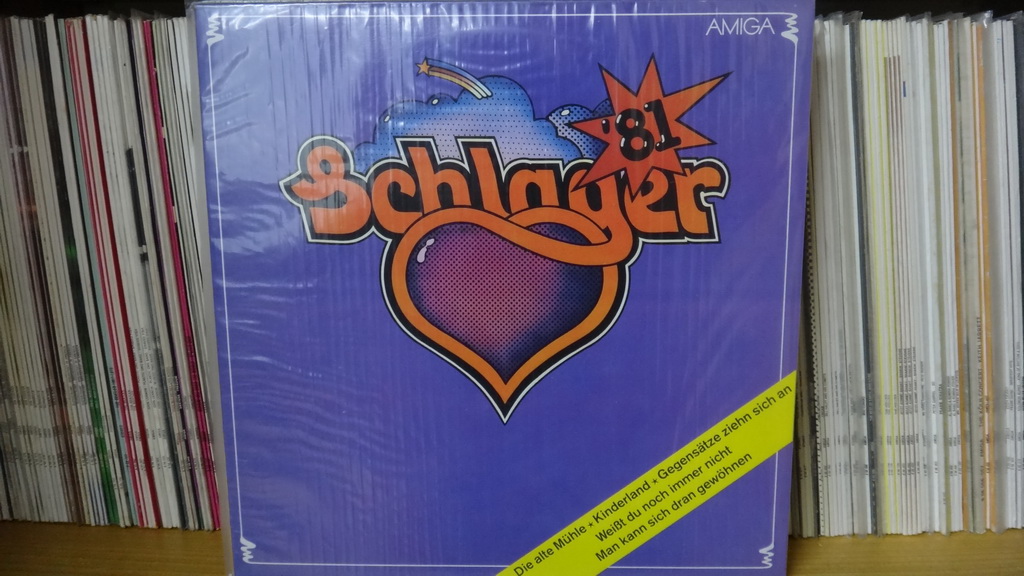 AMIGA
'81
Schlager
Die alte Mühle ★ Kinderland ★ Gegensätze ziehn sich an
Weißt du noch immer nicht
Man kann sich dran gewöhnen